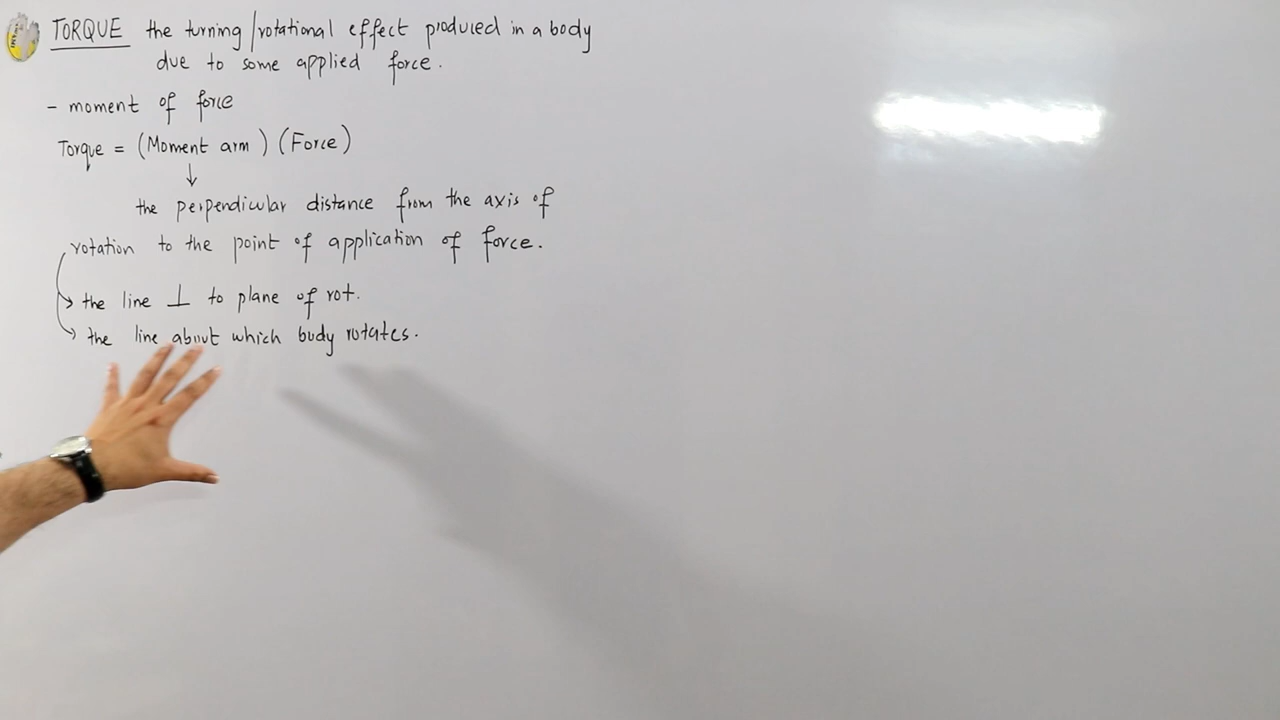 TORQUE the turning/rotational effect produced in a body
due to some applied force.
- moment of force
Torque = (Moment arm) (Force)
↓
the perpendicular distance from the axis of
rotation to the point of application of force.
the line ⊥ to plane of rot.
the line about which body rotates.